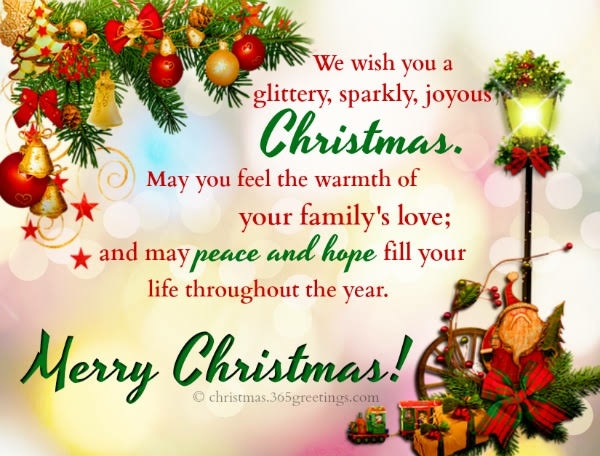 We wish you a
glittery, sparkly, joyous
Christmas.
May you feel the warmth of
your family's love;
and may peace and hope fill your
life throughout the year.
Merry Christmas!
© christmas.365greetings.com